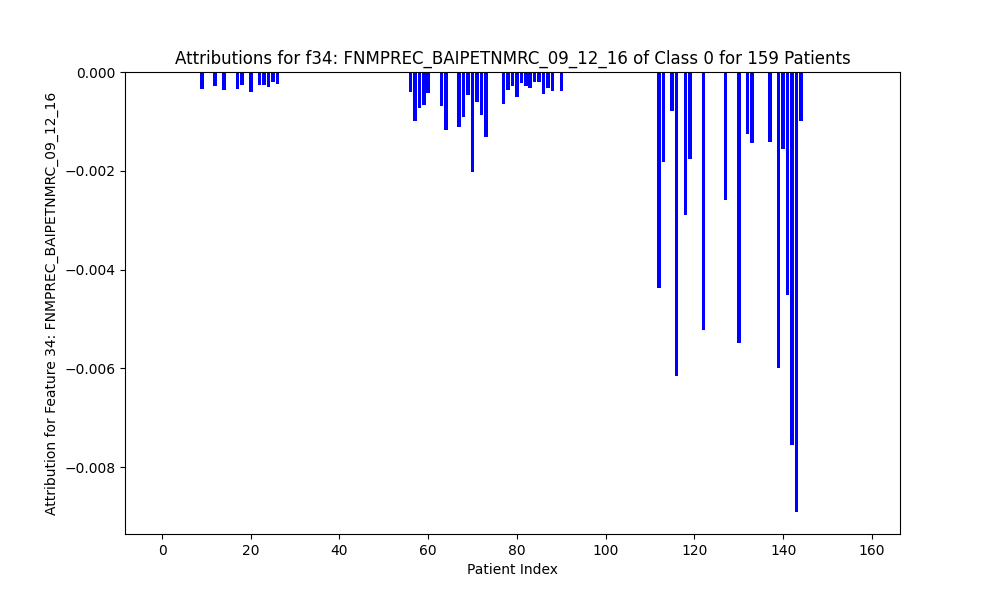 Attributions for f34: FNMPREC_BAIPETNMRC_09_12_16 of Class 0 for 159 Patients
Attribution for Feature 34: FNMPREC_BAIPETNMRC_09_12_16
0.000
−0.002
−0.004
−0.006
−0.008
0 20 40 60 80 100 120 140 160
Patient Index